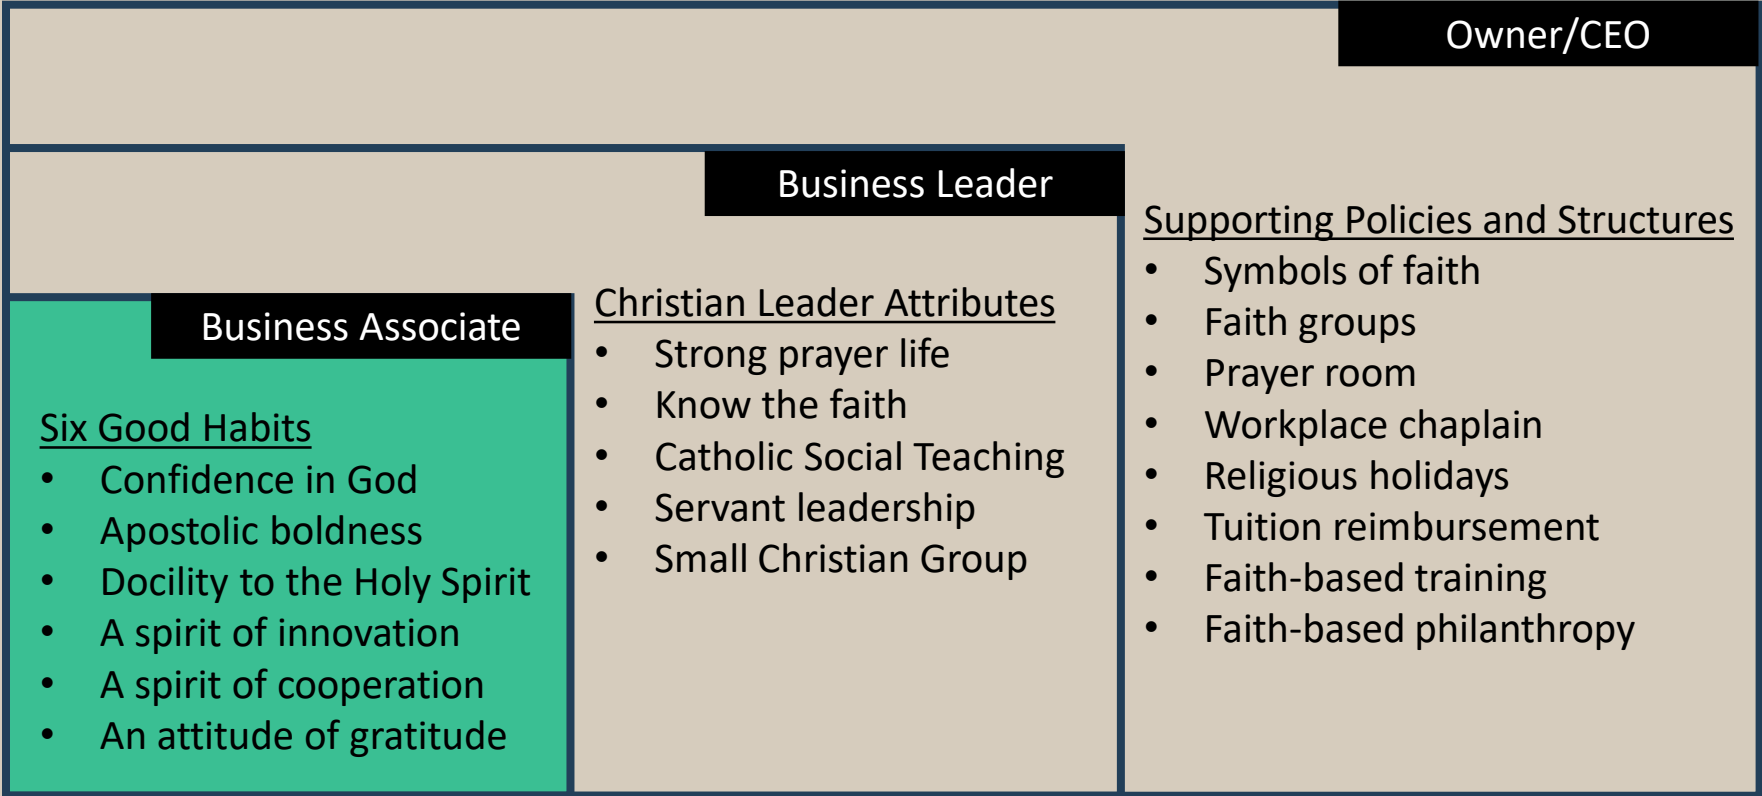 Owner/CEO
Business Leader
Business Associate
Six Good Habits
• Confidence in God
• Apostolic boldness
• Docility to the Holy Spirit
• A spirit of innovation
• A spirit of cooperation
• An attitude of gratitude
Christian Leader Attributes
• Strong prayer life
• Know the faith
• Catholic Social Teaching
• Servant leadership
• Small Christian Group
Supporting Policies and Structures
• Symbols of faith
• Faith groups
• Prayer room
• Workplace chaplain
• Religious holidays
• Tuition reimbursement
• Faith-based training
• Faith-based philanthropy